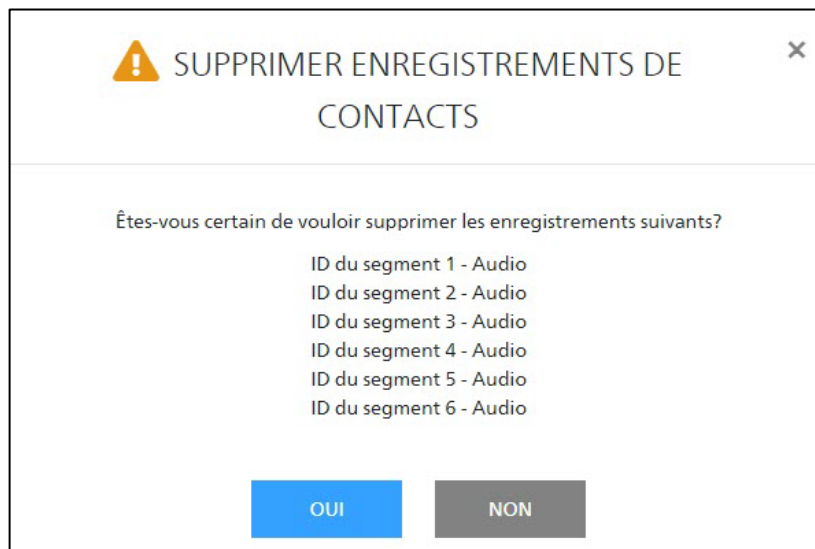 SUPPRIMER ENREGISTREMENTS DE
CONTACTS
Êtes-vous certain de vouloir supprimer les enregistrements suivants?
ID du segment 1 - Audio
ID du segment 2 - Audio
ID du segment 3 - Audio
ID du segment 4 - Audio
ID du segment 5 - Audio
ID du segment 6 - Audio
OUI NON